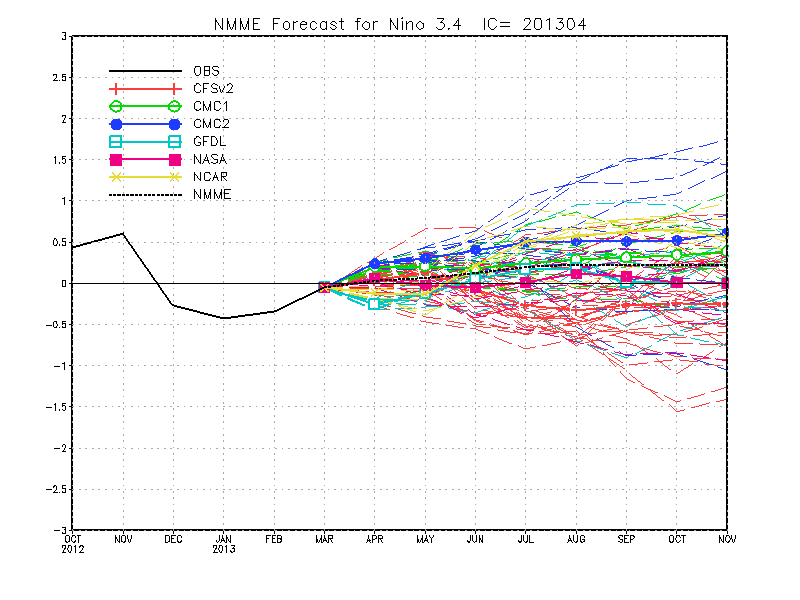 NMME Forecast for Nino 3.4 IC= 201304
3
2.5
2
1.5
1
0.5
0
-0.5
-1
-1.5
-2
-2.5
-3
OBS
CFSv2
CMC1
CMC2
GFDL
NASA
NCAR
NMME
OCT NOV DEC JAN FEB MAR APR MAY JUN JUL AUG SEP OCT NOV
2012 2013